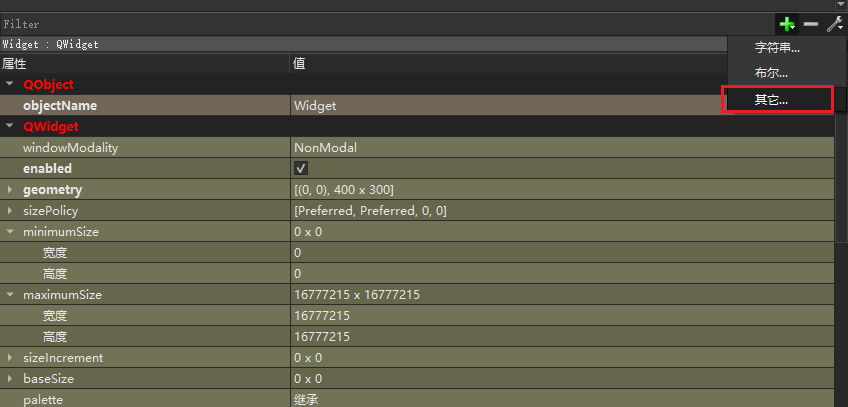 Filter
Widget : QWidget
字符串...
布尔...
其它...
属性 值
QObject
objectName Widget
QWidget
windowModality NonModal
enabled
geometry [(0, 0), 400 x 300]
sizePolicy [Preferred, Preferred, 0, 0]
minimumSize 0 x 0
宽度 0
高度 0
maximumSize 16777215 x 16777215
宽度 16777215
高度 16777215
sizeIncrement 0 x 0
baseSize 0 x 0
palette 继承